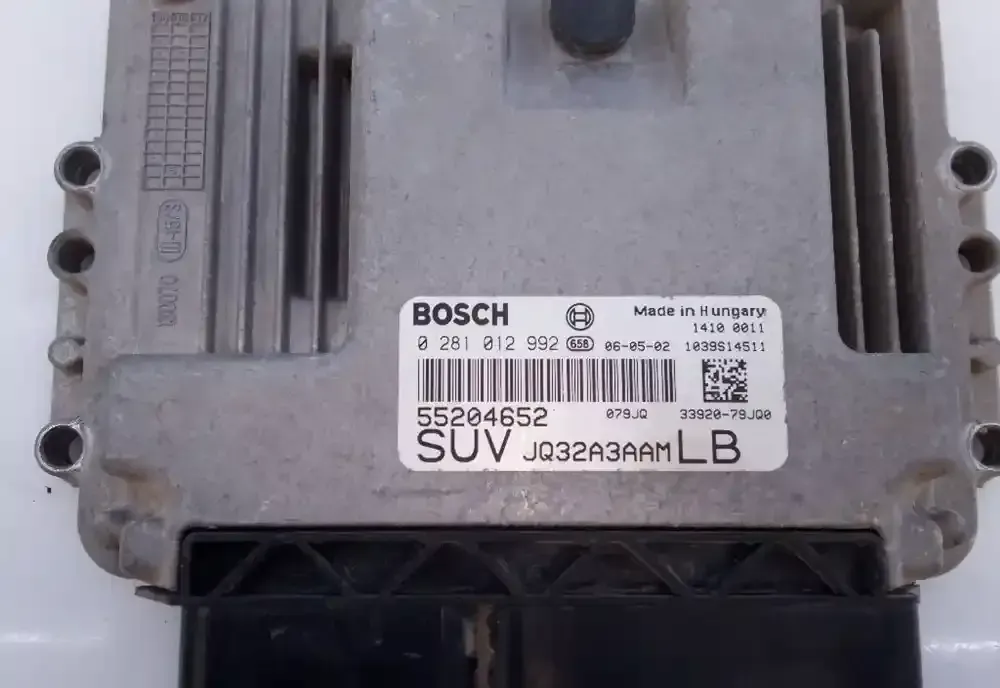 BOSCH Made in Hungary
1410 0011
0 281 012 992 658 06-05-02 1039S14511
55204652 079JQ 33920-79JQ0
SUV JQ32A3AAM LB